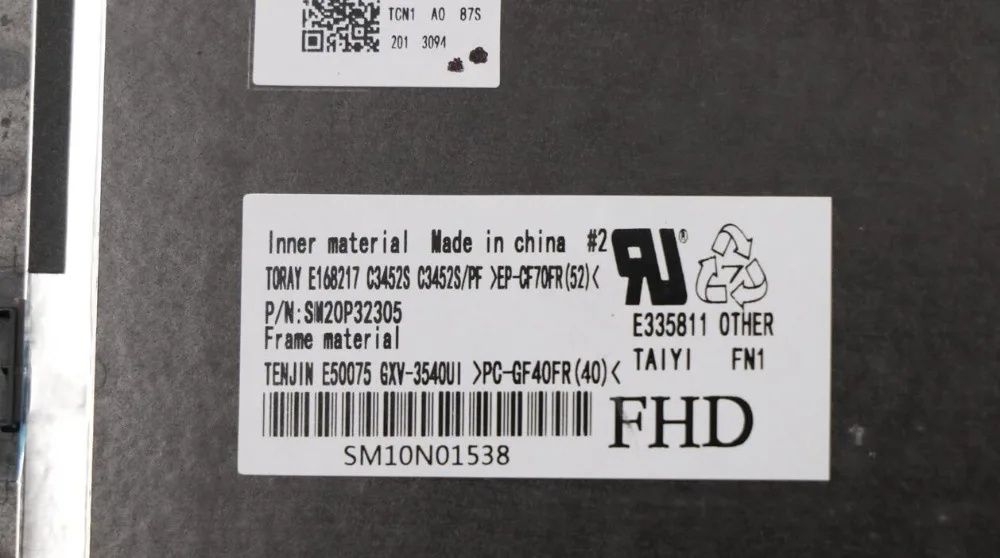 TCN1 A0 87S
201 3094
Inner material Made in china #2
TORAY E168217 C3452S C3452S/PF >EP-CF70FR(52)<
P/N:SM20P32305
Frame material
TENJIN E50075 GXV-3540UI >PC-GF40FR(40)<
SM10N01538
RU®
E335811 OTHER
TAIYI FN1
FHD